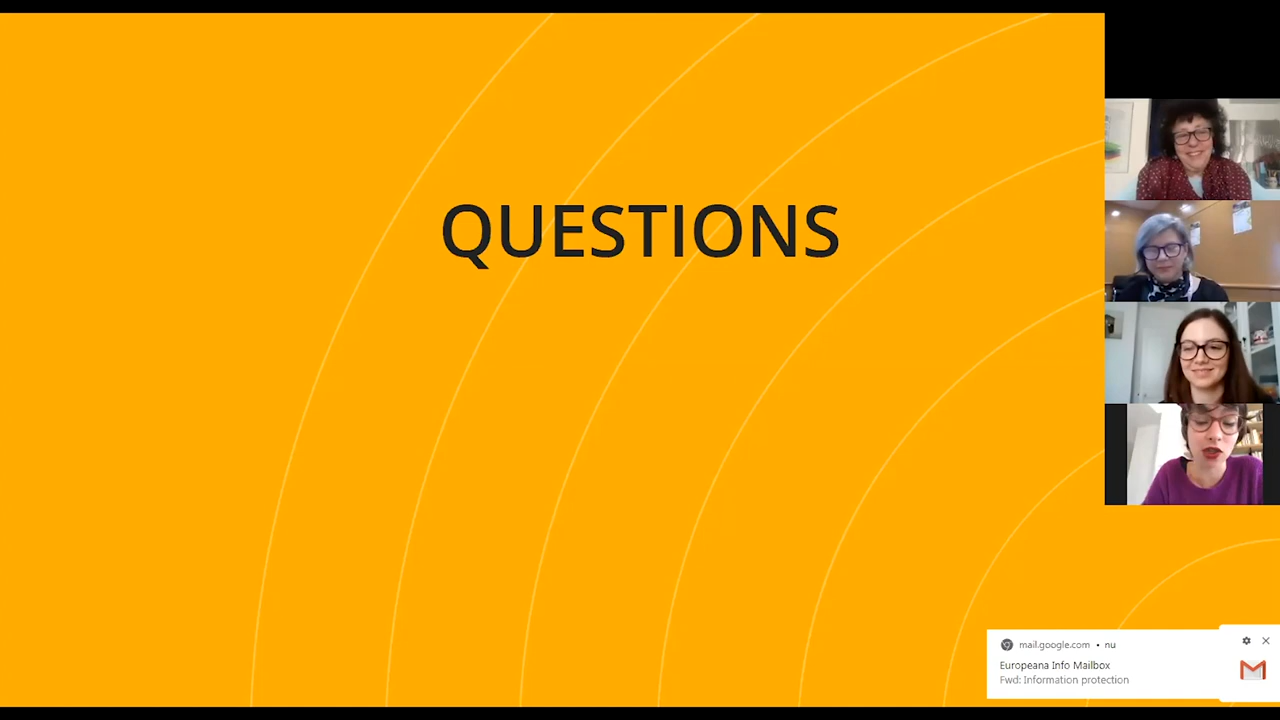 QUESTIONS
mail.google.com • nu
Europeana Info Mailbox
Fwd: Information protection